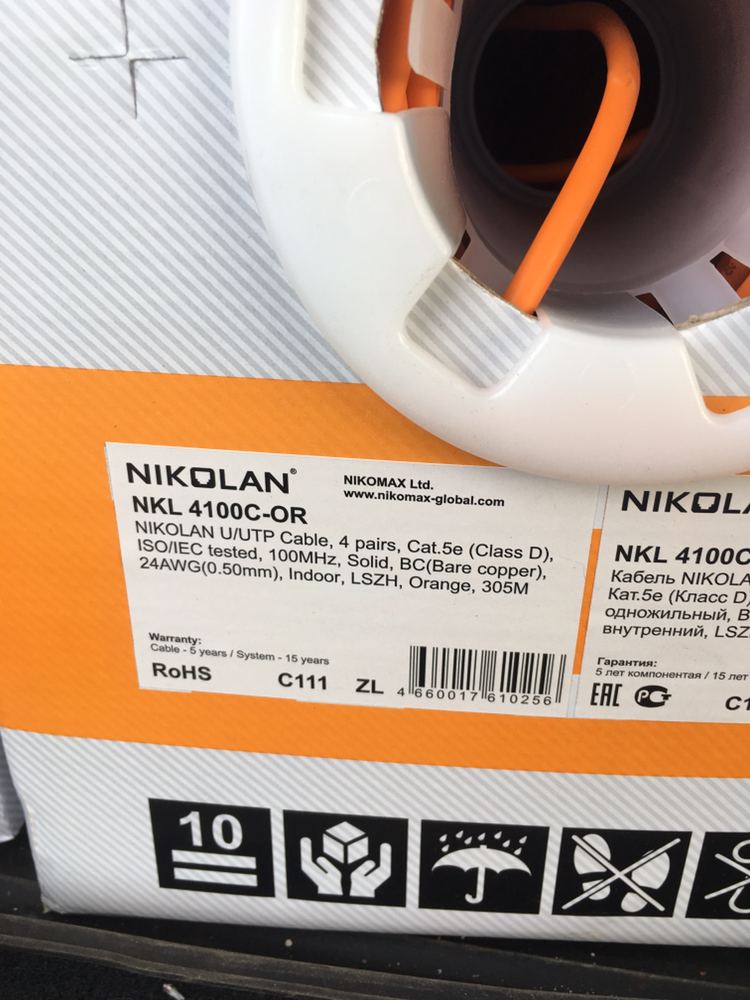 NIKOLAN®
NIKOMAX Ltd.
www.nikomax-global.com
NKL 4100C-OR
NIKOLAN U/UTP Cable, 4 pairs, Cat.5e (Class D),
ISO/IEC tested, 100MHz, Solid, BC(Bare copper),
24AWG(0.50mm), Indoor, LSZH, Orange, 305M
Warranty:
Cable - 5 years / System - 15 years
RoHS C111 ZL
4 660017 610256
NIKOLA
NKL 4100C
Кабель NIKOLA
Кат.5e (Класс D)
одножильный, B
внутренний, LSZ
Гарантия:
5 лет компонентая / 15 лет
EAC РСТ C1
10